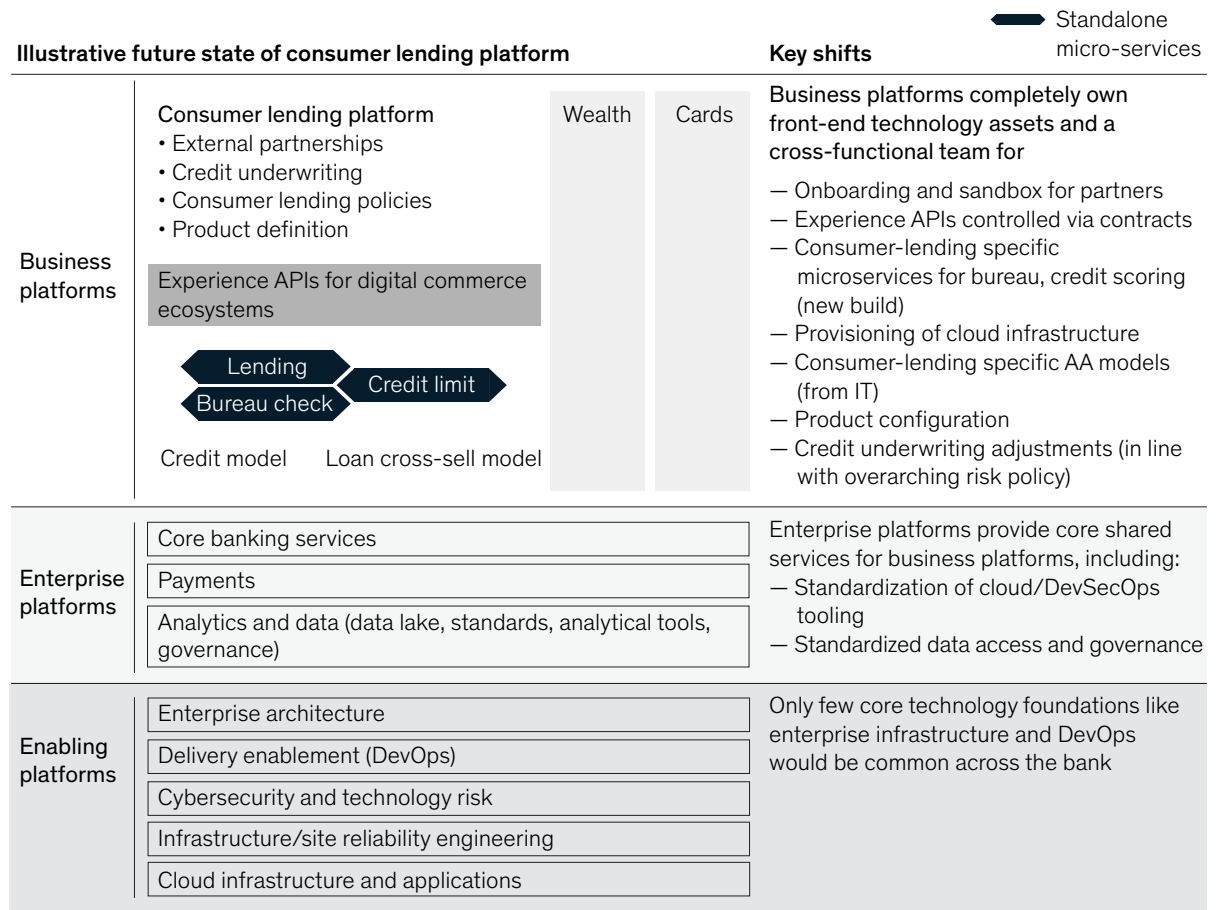 Standalone
micro-services
Illustrative future state of consumer lending platform
Key shifts
Business
platforms
Consumer lending platform
• External partnerships
• Credit underwriting
• Consumer lending policies
• Product definition
Experience APIs for digital commerce
ecosystems
Lending
Bureau check
Credit limit
Credit model
Loan cross-sell model
Wealth
Cards
Business platforms completely own
front-end technology assets and a
cross-functional team for
— Onboarding and sandbox for partners
— Experience APIs controlled via contracts
— Consumer-lending specific
microservices for bureau, credit scoring
(new build)
— Provisioning of cloud infrastructure
— Consumer-lending specific AA models
(from IT)
— Product configuration
— Credit underwriting adjustments (in line
with overarching risk policy)
Enterprise
platforms
Core banking services
Payments
Analytics and data (data lake, standards, analytical tools,
governance)
Enterprise platforms provide core shared
services for business platforms, including:
— Standardization of cloud/DevSecOps
tooling
— Standardized data access and governance
Enabling
platforms
Enterprise architecture
Delivery enablement (DevOps)
Cybersecurity and technology risk
Infrastructure/site reliability engineering
Cloud infrastructure and applications
Only few core technology foundations like
enterprise infrastructure and DevOps
would be common across the bank